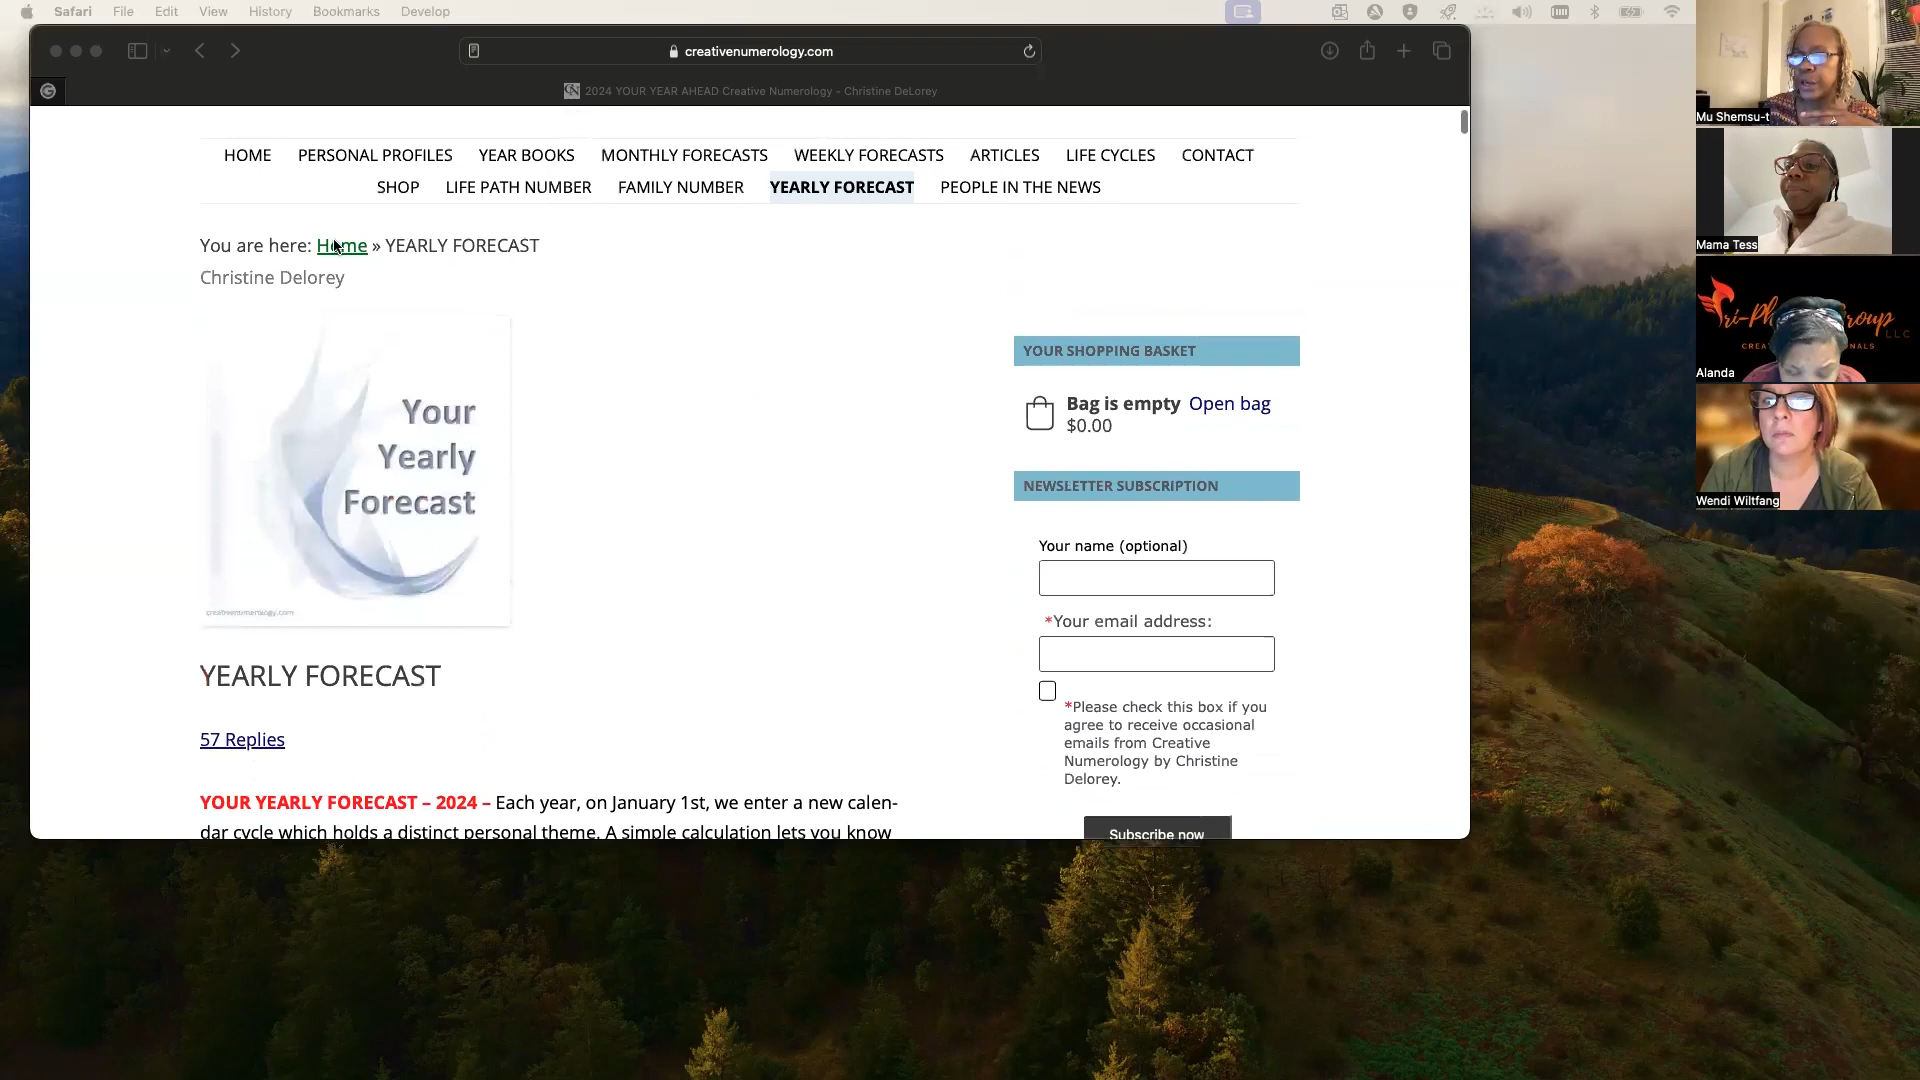 Safari File Edit View History Bookmarks Develop
creativenumerology.com
2024 YOUR YEAR AHEAD Creative Numerology - Christine DeLorey
HOME PERSONAL PROFILES YEAR BOOKS MONTHLY FORECASTS WEEKLY FORECASTS ARTICLES LIFE CYCLES CONTACT
SHOP LIFE PATH NUMBER FAMILY NUMBER YEARLY FORECAST PEOPLE IN THE NEWS
You are here: Home » YEARLY FORECAST
Christine Delorey
Your
Yearly
Forecast
creativenumerology.com
YEARLY FORECAST
57 Replies
YOUR YEARLY FORECAST – 2024 – Each year, on January 1st, we enter a new calen-
dar cycle which holds a distinct personal theme. A simple calculation lets you know
YOUR SHOPPING BASKET
Bag is empty Open bag
$0.00
NEWSLETTER SUBSCRIPTION
Your name (optional)
*Your email address:
*Please check this box if you
agree to receive occasional
emails from Creative
Numerology by Christine
Delorey.
Subscribe now
Mu Shemsu-t
Mama Tess
LLC
Alanda
Wendi Wiltfang